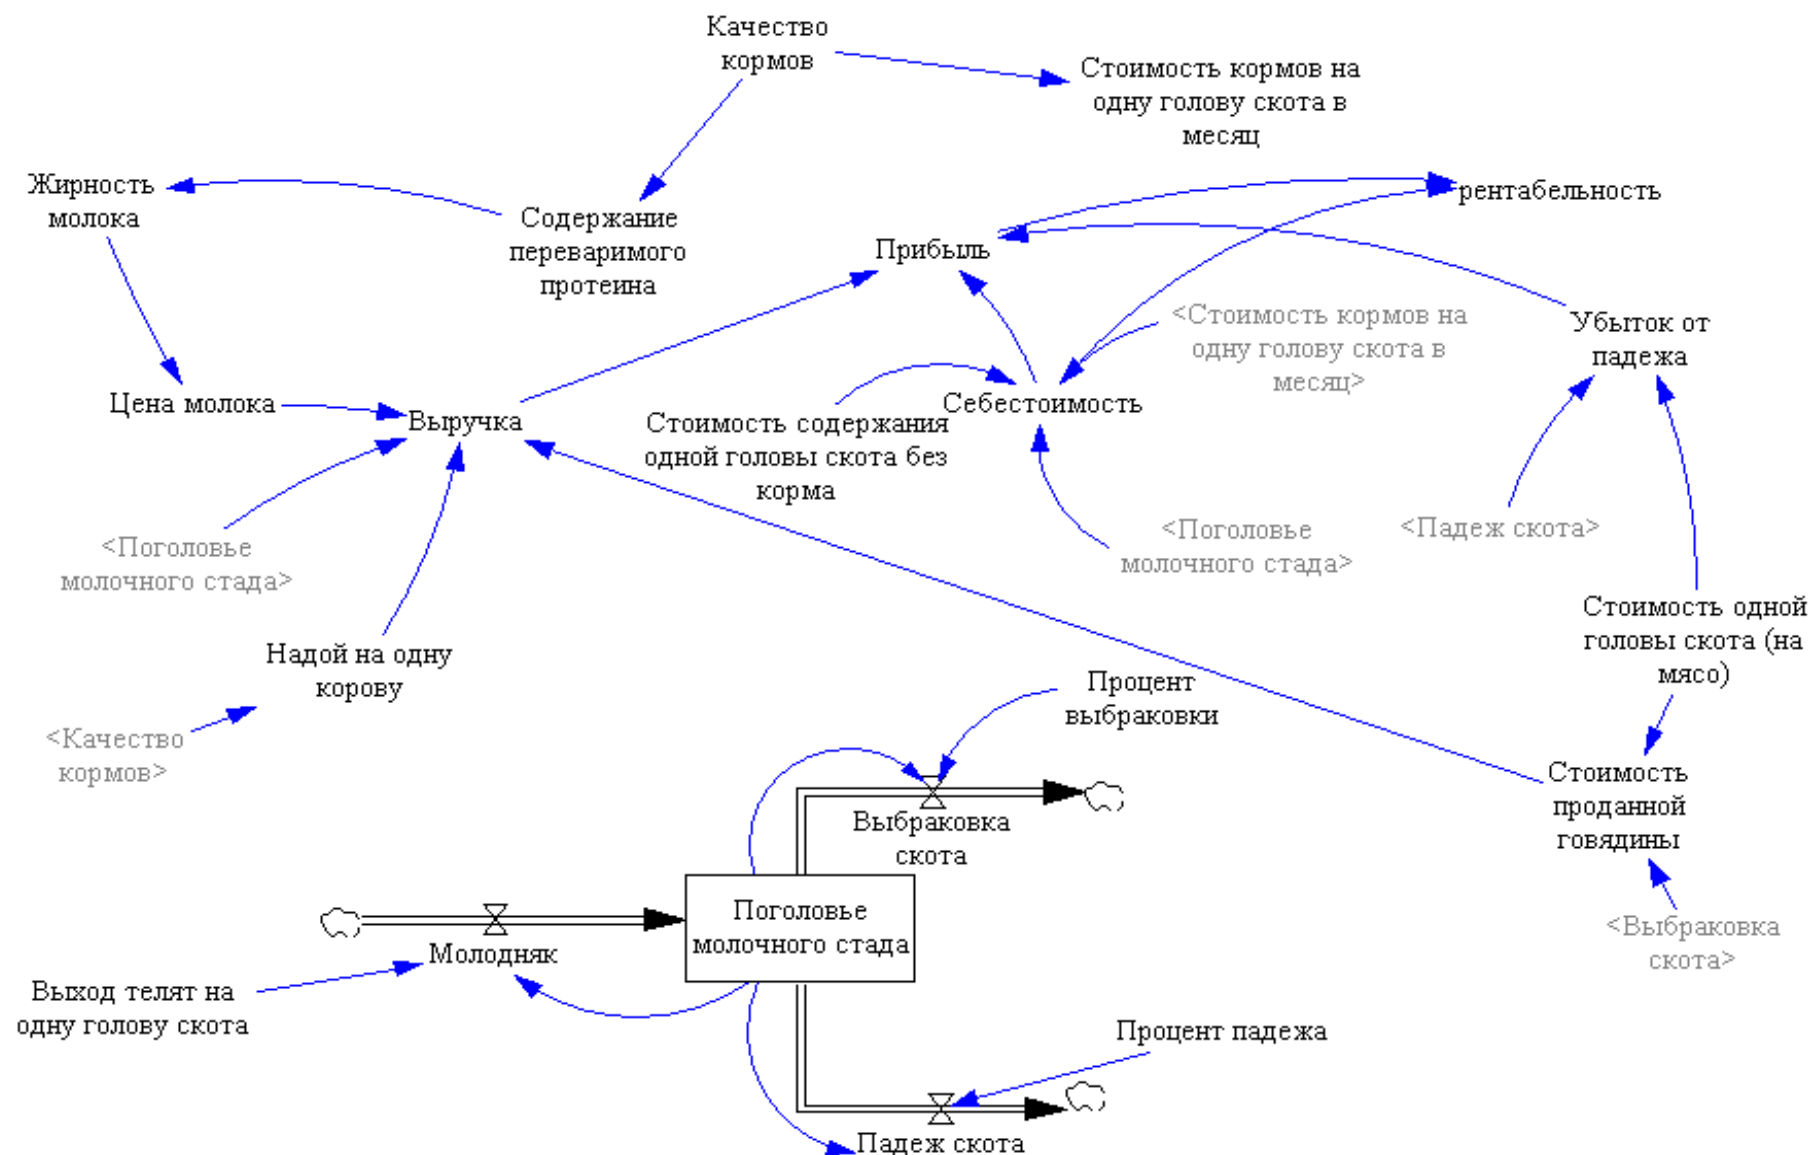 Качество
кормов
Стоимость кормов на
одну голову скота в
месяц
Жирность
молока
Содержание
переваримого
протеина
Прибыль
рентабельность
<Стоимость кормов на
одну голову скота в
месяц>
Убыток от
падежа
Цена молока
Выручка
Стоимость содержания
одной головы скота без
корма
Себестоимость
<Поголовье
молочного стада>
<Поголовье
молочного стада>
<Падеж скота>
Надой на одну
корову
Стоимость одной
головы скота (на
мясо)
<Качество
кормов>
Процент
выбраковки
Стоимость
проданной
говядины
Выбраковка
скота
Поголовье
молочного стада
<Выбраковка
скота>
Молодняк
Выход телят на
одну голову скота
Процент падежа
Падеж скота